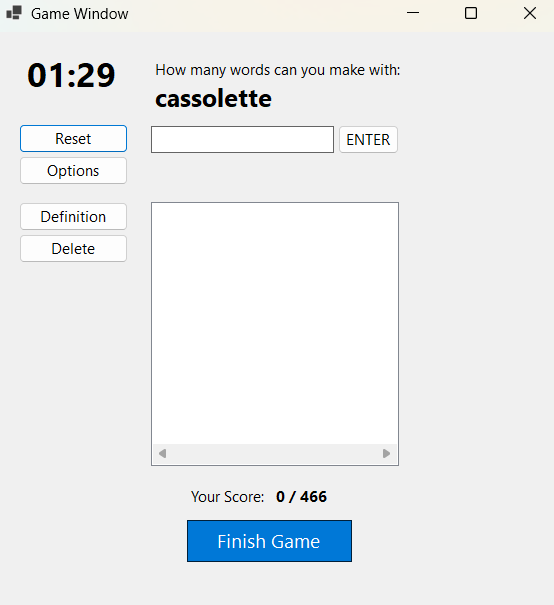 Game Window
01:29
How many words can you make with:
cassolette
Reset
ENTER
Options
Definition
Delete
Your Score: 0 / 466
Finish Game